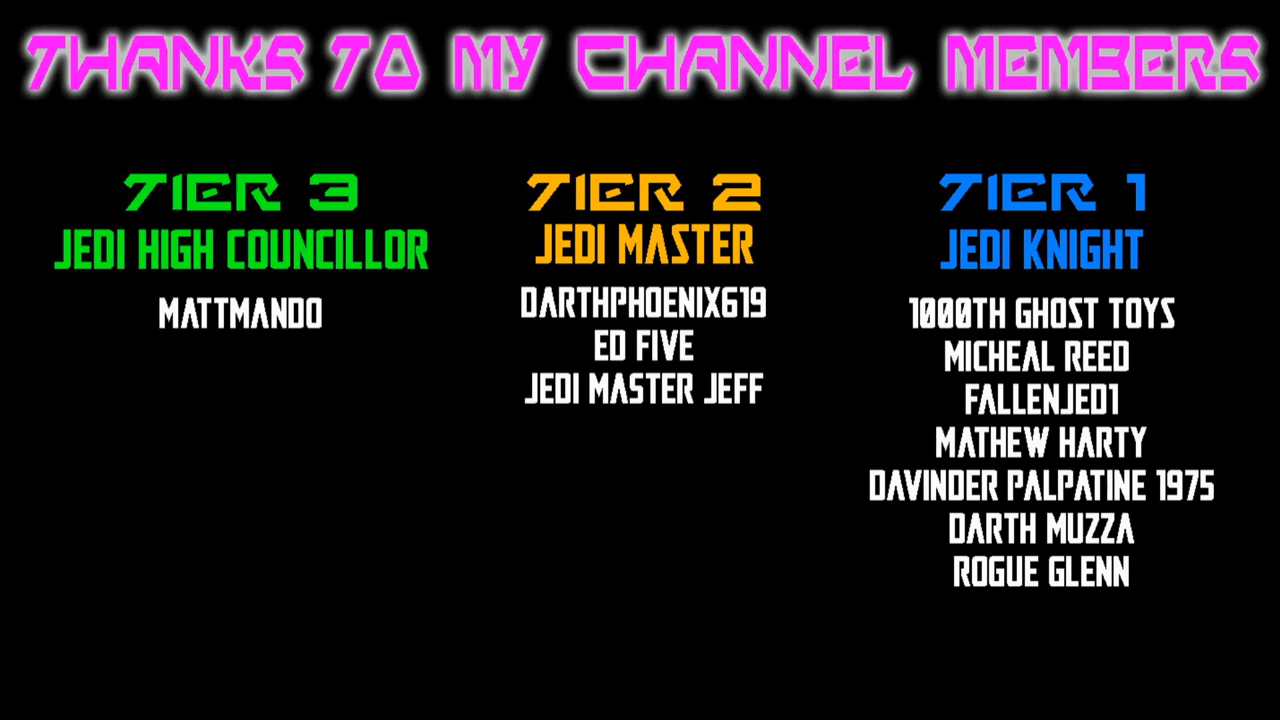 THANKS TO MY CHANNEL MEMBERS
TIER 3
JEDI HIGH COUNCILLOR
MATTMANDO
TIER 2
JEDI MASTER
DARTHPHOENIX619
ED FIVE
JEDI MASTER JEFF
TIER 1
JEDI KNIGHT
1000TH GHOST TOYS
MICHEAL REED
FALLENJED1
MATHEW HARTY
DAVINDER PALPATINE 1975
DARTH MUZZA
ROGUE GLENN